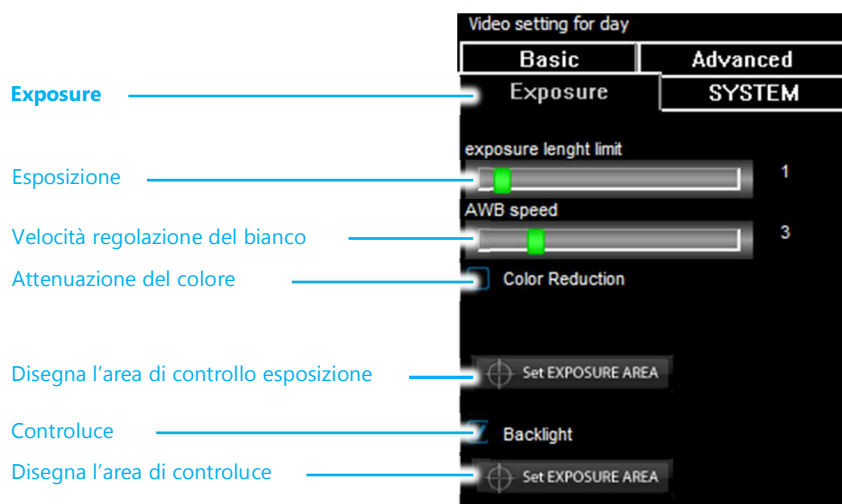 Video setting for day
Basic Advanced
Exposure Exposure SYSTEM
exposure lenght limit
Esposizione 1
AWB speed
Velocità regolazione del bianco 3
Attenuazione del colore Color Reduction
Disegna l'area di controllo esposizione Set EXPOSURE AREA
Controluce Backlight
Disegna l'area di controluce Set EXPOSURE AREA